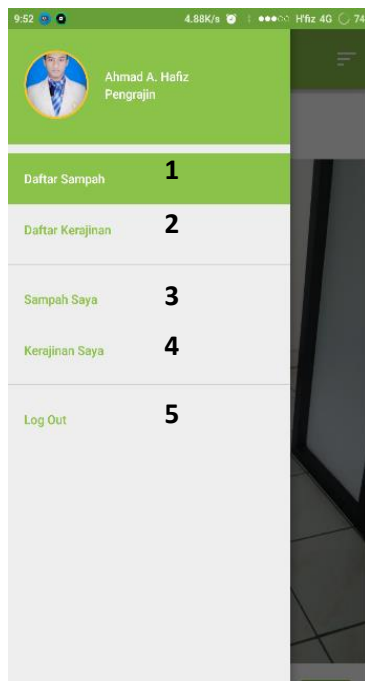 9:52 4.88K/s H'fiz 4G 74
Ahmad A. Hafiz
Pengrajin
Daftar Sampah 1
Daftar Kerajinan 2
Sampah Saya 3
Kerajinan Saya 4
Log Out 5